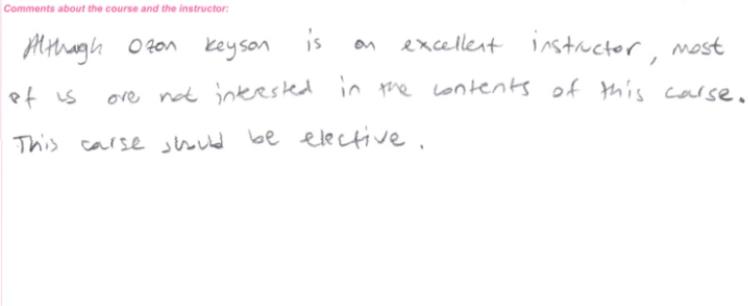 Comments about the course and the instructor:
Although Ozan Keysan is an excellent instructor, most
of us are not interested in the contents of this course.
This course should be elective.